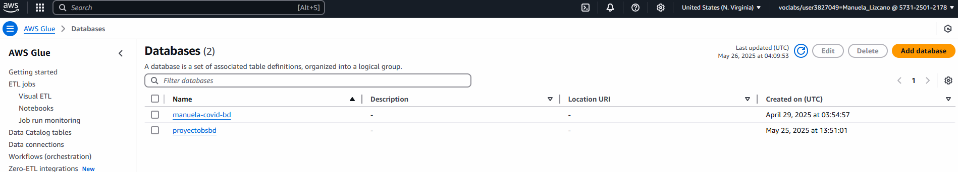 aws Search [Alt+S] United States (N. Virginia) voclabs/user3827049=Manuela_Lizcano @ 5731-2501-2178
AWS Glue > Databases
AWS Glue
Getting started
ETL jobs
Visual ETL
Notebooks
Job run monitoring
Data Catalog tables
Data connections
Workflows (orchestration)
Zero-ETL integrations New
Databases (2)
A database is a set of associated table definitions, organized into a logical group.
Last updated (UTC)
May 26, 2025 at 04:09:53
Edit Delete Add database
Filter databases
1
Name Description Location URI Created on (UTC)
manuela-covid-bd - - April 29, 2025 at 03:54:57
proyectobsbd - - May 25, 2025 at 13:51:01